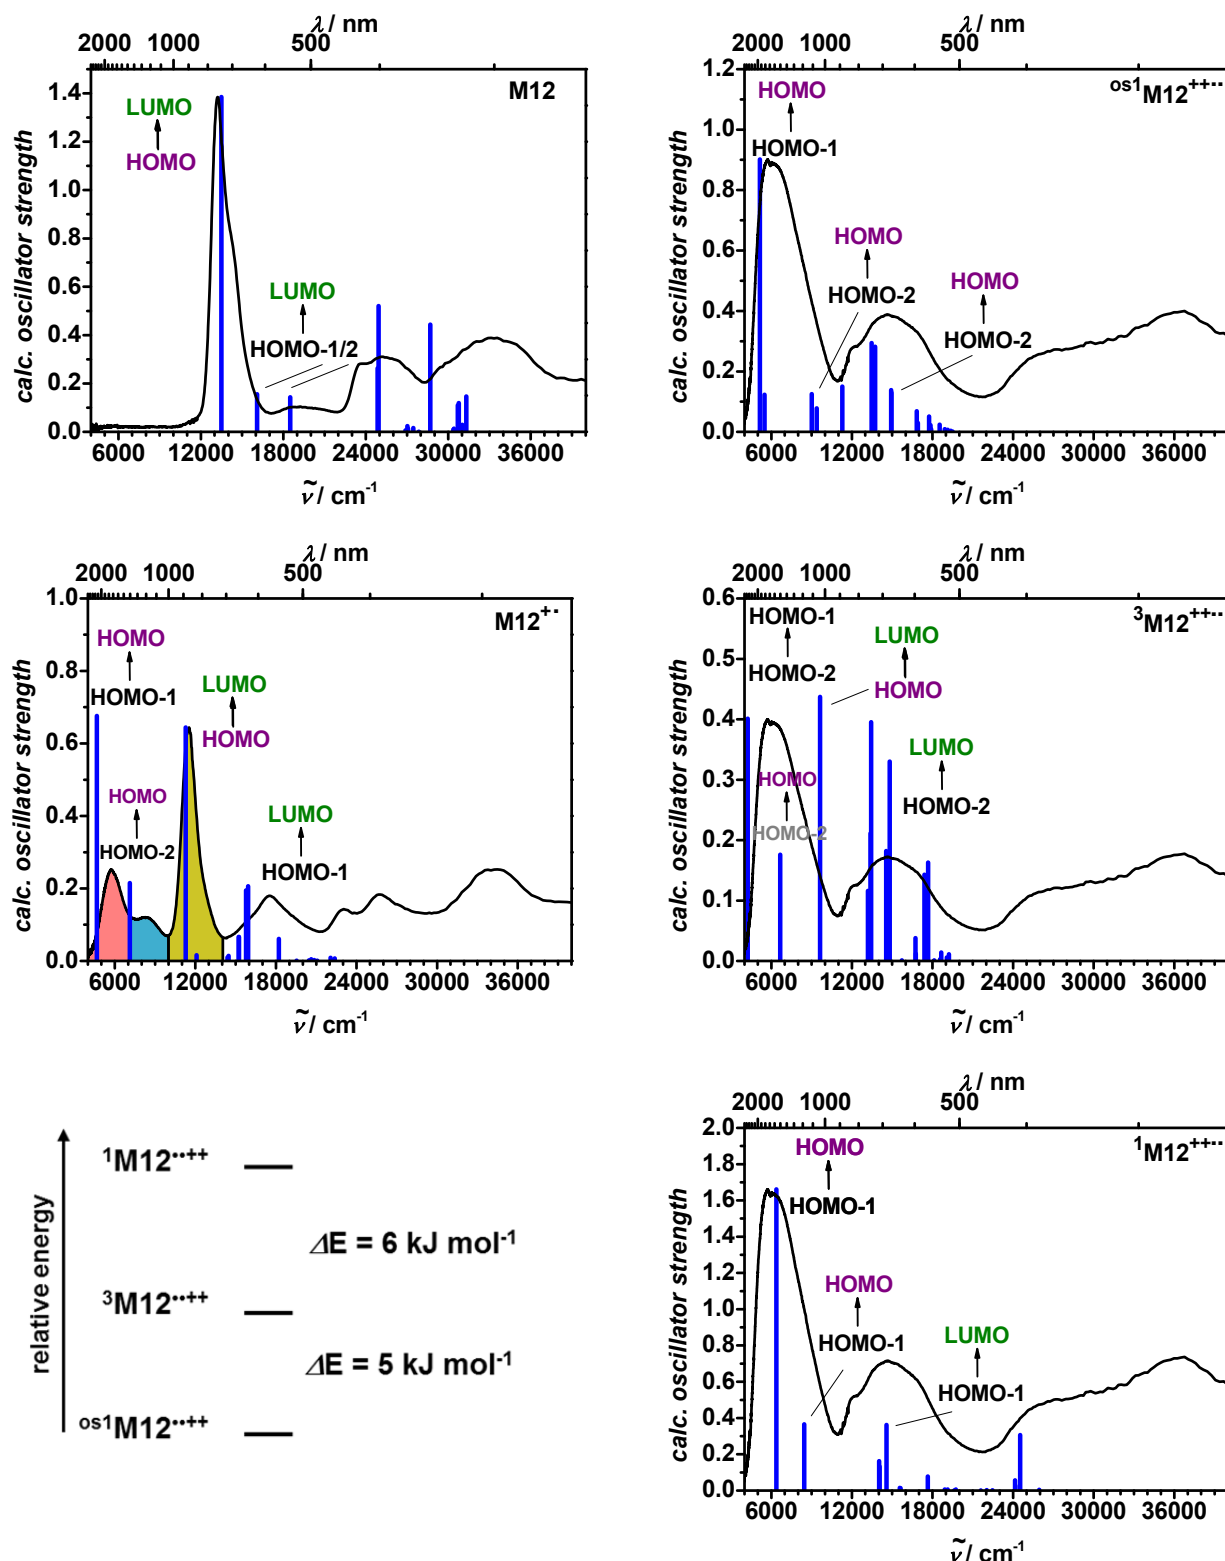 λ / nm
2000 1000 500
M12
calc. oscillator strength
1.4
1.2
1.0
0.8
0.6
0.4
0.2
0.0
LUMO
HOMO
LUMO
HOMO-1/2
6000 12000 18000 24000 30000 36000
ṽ / cm⁻¹
λ / nm
2000 1000 500
os1M12++••
calc. oscillator strength
1.2
1.0
0.8
0.6
0.4
0.2
0.0
HOMO
HOMO-1
HOMO
HOMO-2
HOMO
HOMO-2
6000 12000 18000 24000 30000 36000
ṽ / cm⁻¹
λ / nm
2000 1000 500
M12+•
calc. oscillator strength
1.0
0.8
0.6
0.4
0.2
0.0
HOMO
HOMO-1
LUMO
HOMO
HOMO
HOMO-2
LUMO
HOMO-1
6000 12000 18000 24000 30000 36000
ṽ / cm⁻¹
λ / nm
2000 1000 500
³M12++••
calc. oscillator strength
0.6
0.5
0.4
0.3
0.2
0.1
0.0
HOMO-1
HOMO-2
LUMO
HOMO
HOMO
HOMO-2
LUMO
HOMO-2
6000 12000 18000 24000 30000 36000
ṽ / cm⁻¹
relative energy
¹M12••++
ΔE = 6 kJ mol⁻¹
³M12••++
ΔE = 5 kJ mol⁻¹
os1M12••++
λ / nm
2000 1000 500
¹M12++••
calc. oscillator strength
2.0
1.8
1.6
1.4
1.2
1.0
0.8
0.6
0.4
0.2
0.0
HOMO
HOMO-1
HOMO
HOMO-1
LUMO
HOMO-1
6000 12000 18000 24000 30000 36000
ṽ / cm⁻¹